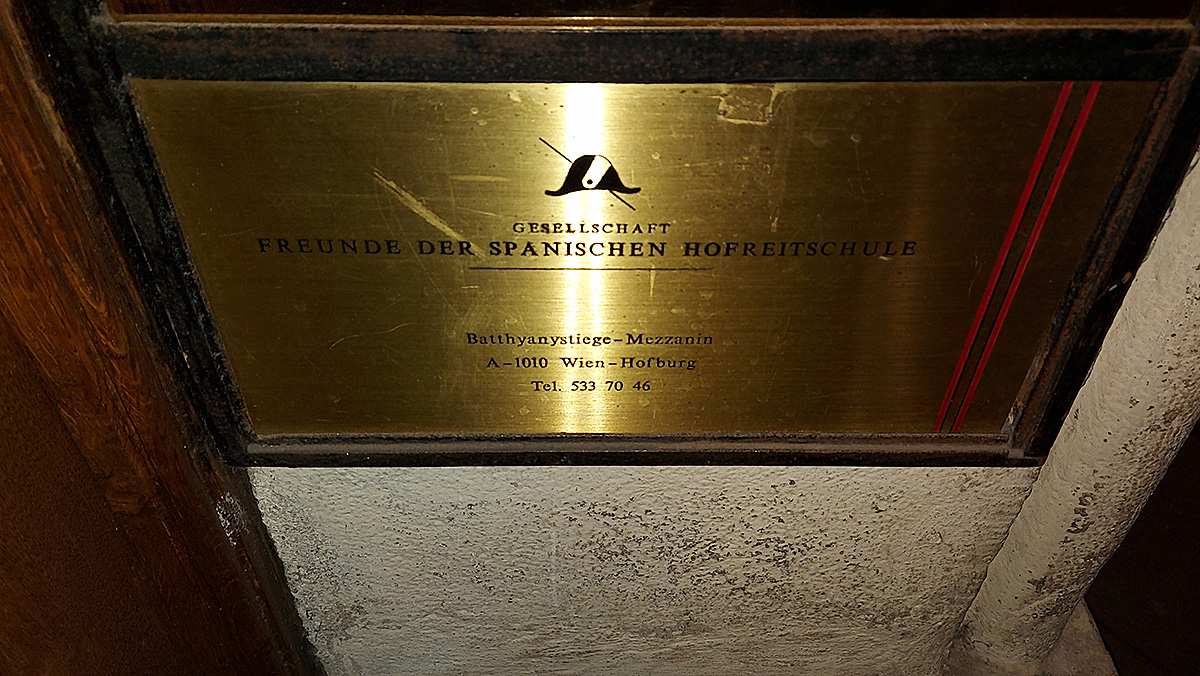 GESELLSCHAFT
FREUNDE DER SPANISCHEN HOFREITSCHULE
Batthyanystiege-Mezzanin
A-1010 Wien-Hofburg
Tel. 533 70 46